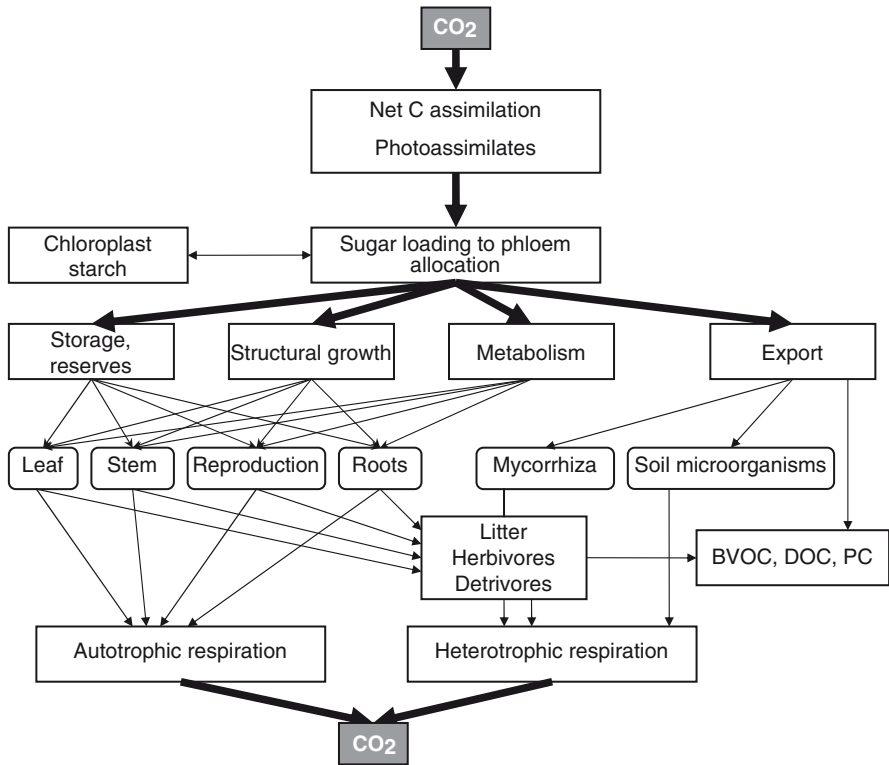 CO2
Net C assimilation
Photoassimilates
Chloroplast
starch
Sugar loading to phloem
allocation
Storage,
reserves
Structural growth
Metabolism
Export
Leaf
Stem
Reproduction
Roots
Mycorrhiza
Soil microorganisms
Litter
Herbivores
Detrivores
BVOC, DOC, PC
Autotrophic respiration
Heterotrophic respiration
CO2